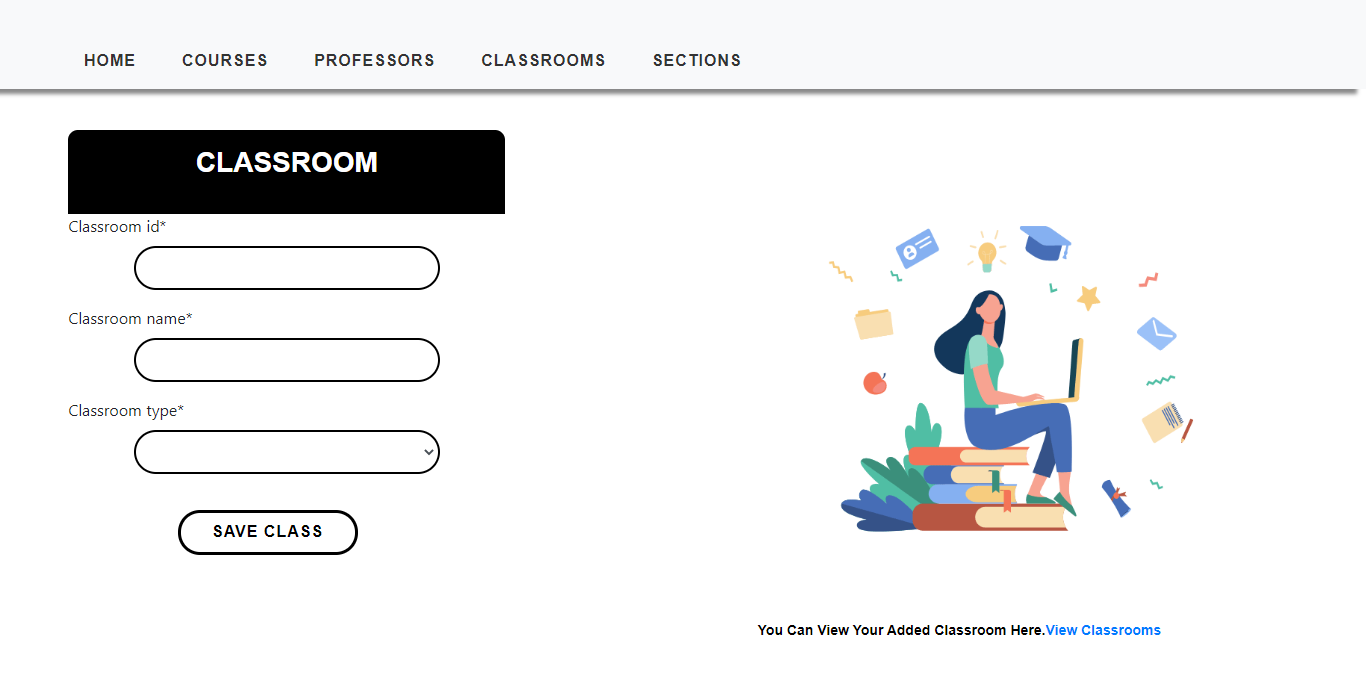 HOME COURSES PROFESSORS CLASSROOMS SECTIONS
CLASSROOM
Classroom id*
Classroom name*
Classroom type*
SAVE CLASS
You Can View Your Added Classroom Here.View Classrooms